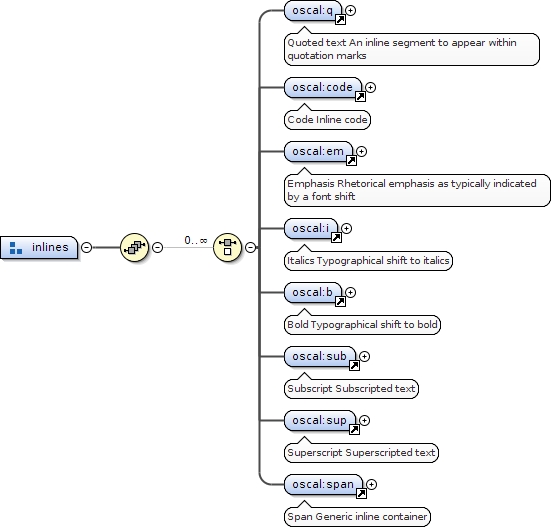 oscal:q
Quoted text An inline segment to appear within
quotation marks
oscal:code
Code Inline code
oscal:em
Emphasis Rhetorical emphasis as typically indicated
by a font shift
oscal:i
Italics Typographical shift to italics
inlines
0..∞
oscal:b
Bold Typographical shift to bold
oscal:sub
Subscript Subscripted text
oscal:sup
Superscript Superscripted text
oscal:span
Span Generic inline container